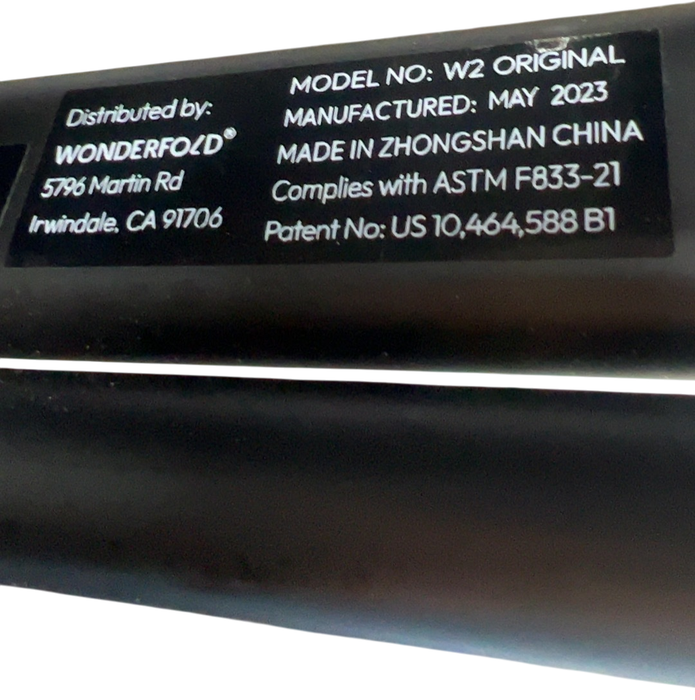 Distributed by:
WONDERFOLD®
5796 Martin Rd
Irwindale, CA 91706
MODEL NO: W2 ORIGINAL
MANUFACTURED: MAY 2023
MADE IN ZHONGSHAN CHINA
Complies with ASTM F833-21
Patent No: US 10,464,588 B1